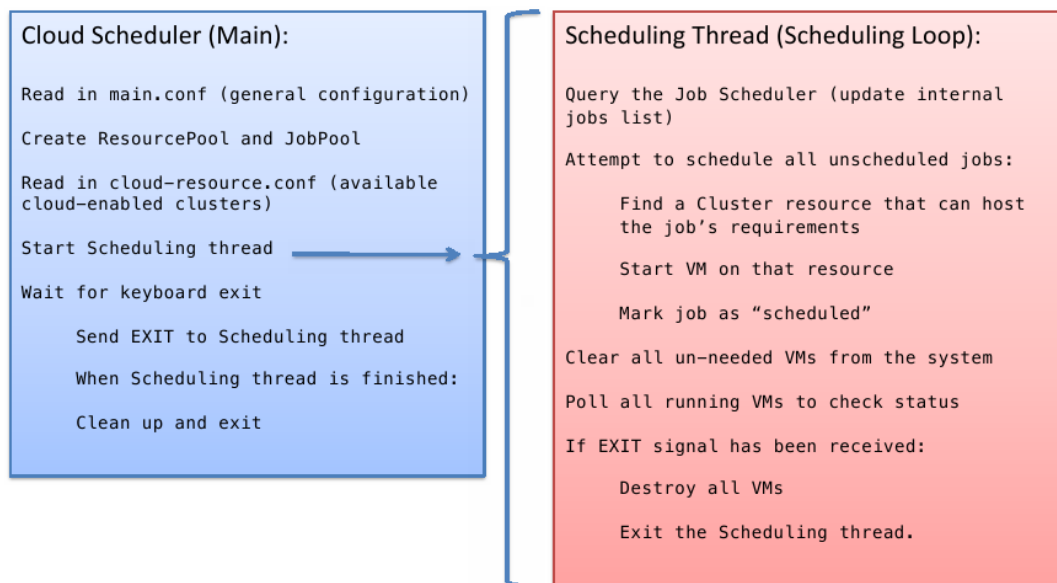 Cloud Scheduler (Main):
Read in main.conf (general configuration)
Create ResourcePool and JobPool
Read in cloud-resource.conf (available
cloud-enabled clusters)
Start Scheduling thread
Wait for keyboard exit
Send EXIT to Scheduling thread
When Scheduling thread is finished:
Clean up and exit
Scheduling Thread (Scheduling Loop):
Query the Job Scheduler (update internal
jobs list)
Attempt to schedule all unscheduled jobs:
Find a Cluster resource that can host
the job’s requirements
Start VM on that resource
Mark job as “scheduled”
Clear all un-needed VMs from the system
Poll all running VMs to check status
If EXIT signal has been received:
Destroy all VMs
Exit the Scheduling thread.